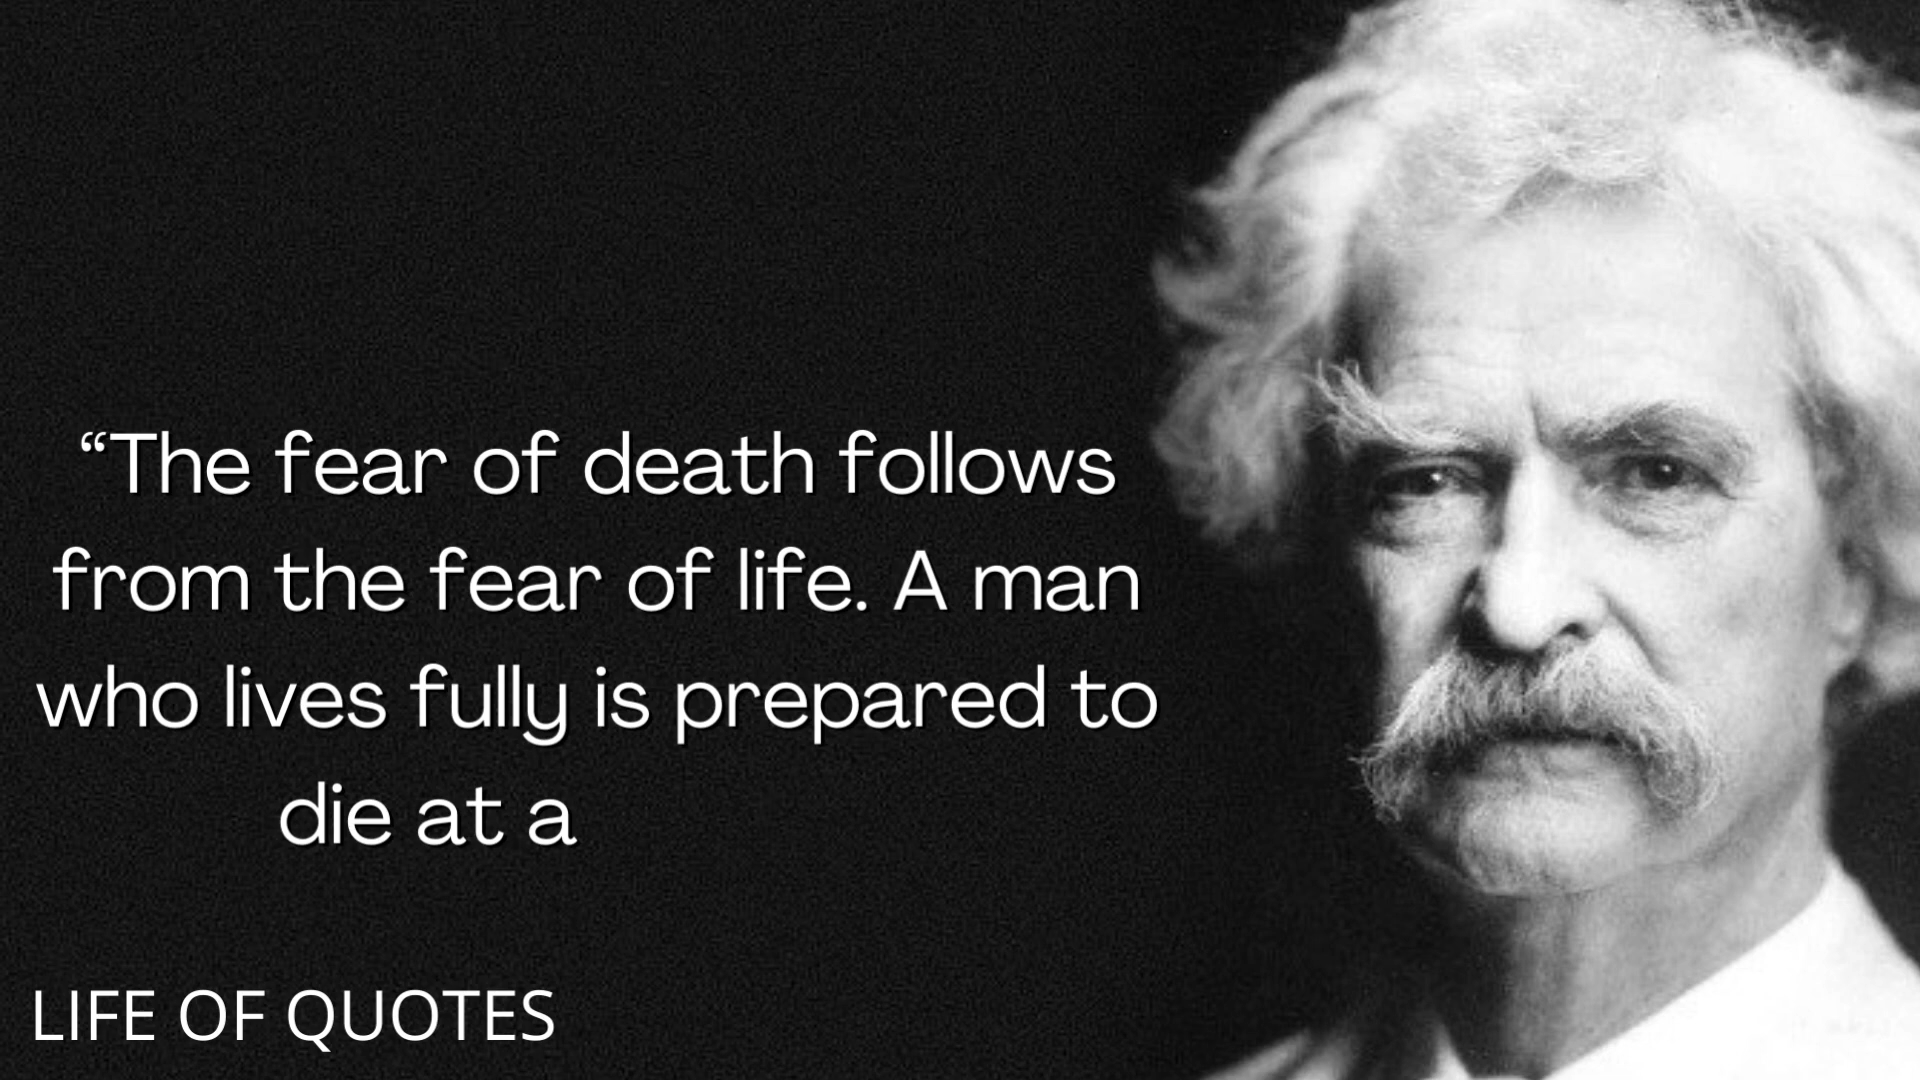 “The fear of death follows
from the fear of life. A man
who lives fully is prepared to
die at a
LIFE OF QUOTES